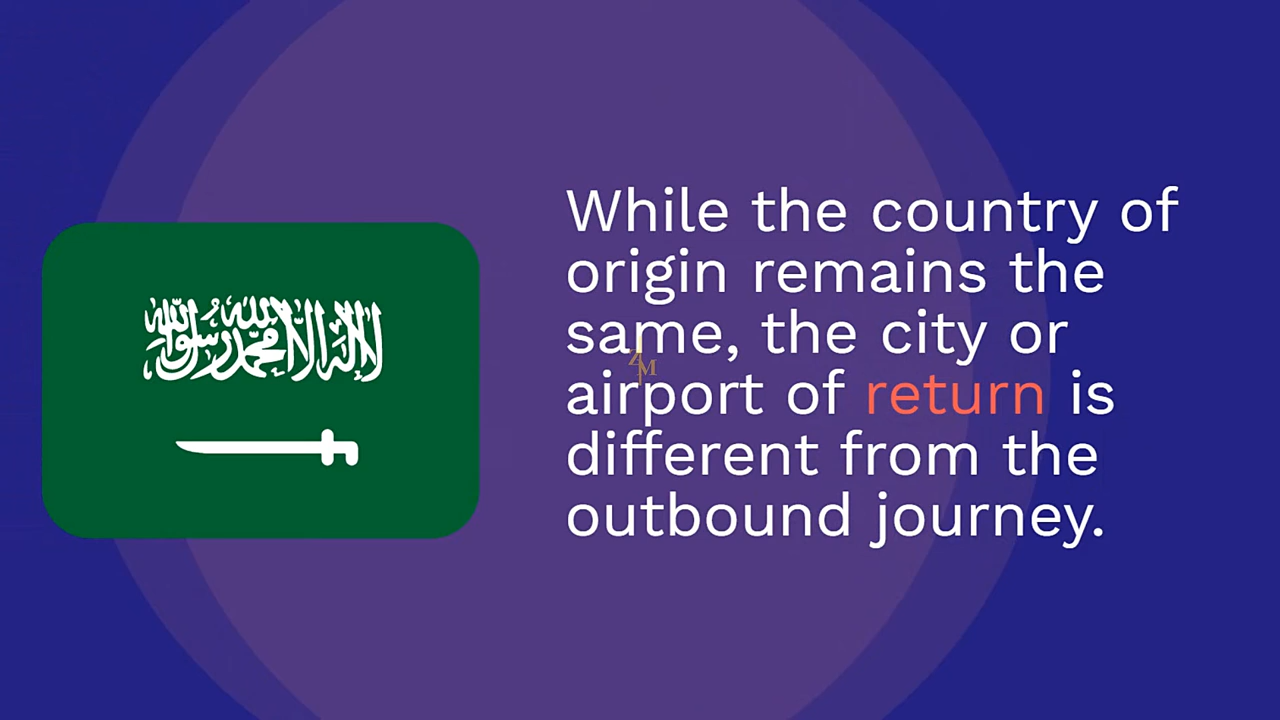 لا إله إلا الله محمد رسول الله
While the country of
origin remains the
same, the city or
airport of return is
different from the
outbound journey.
ZM